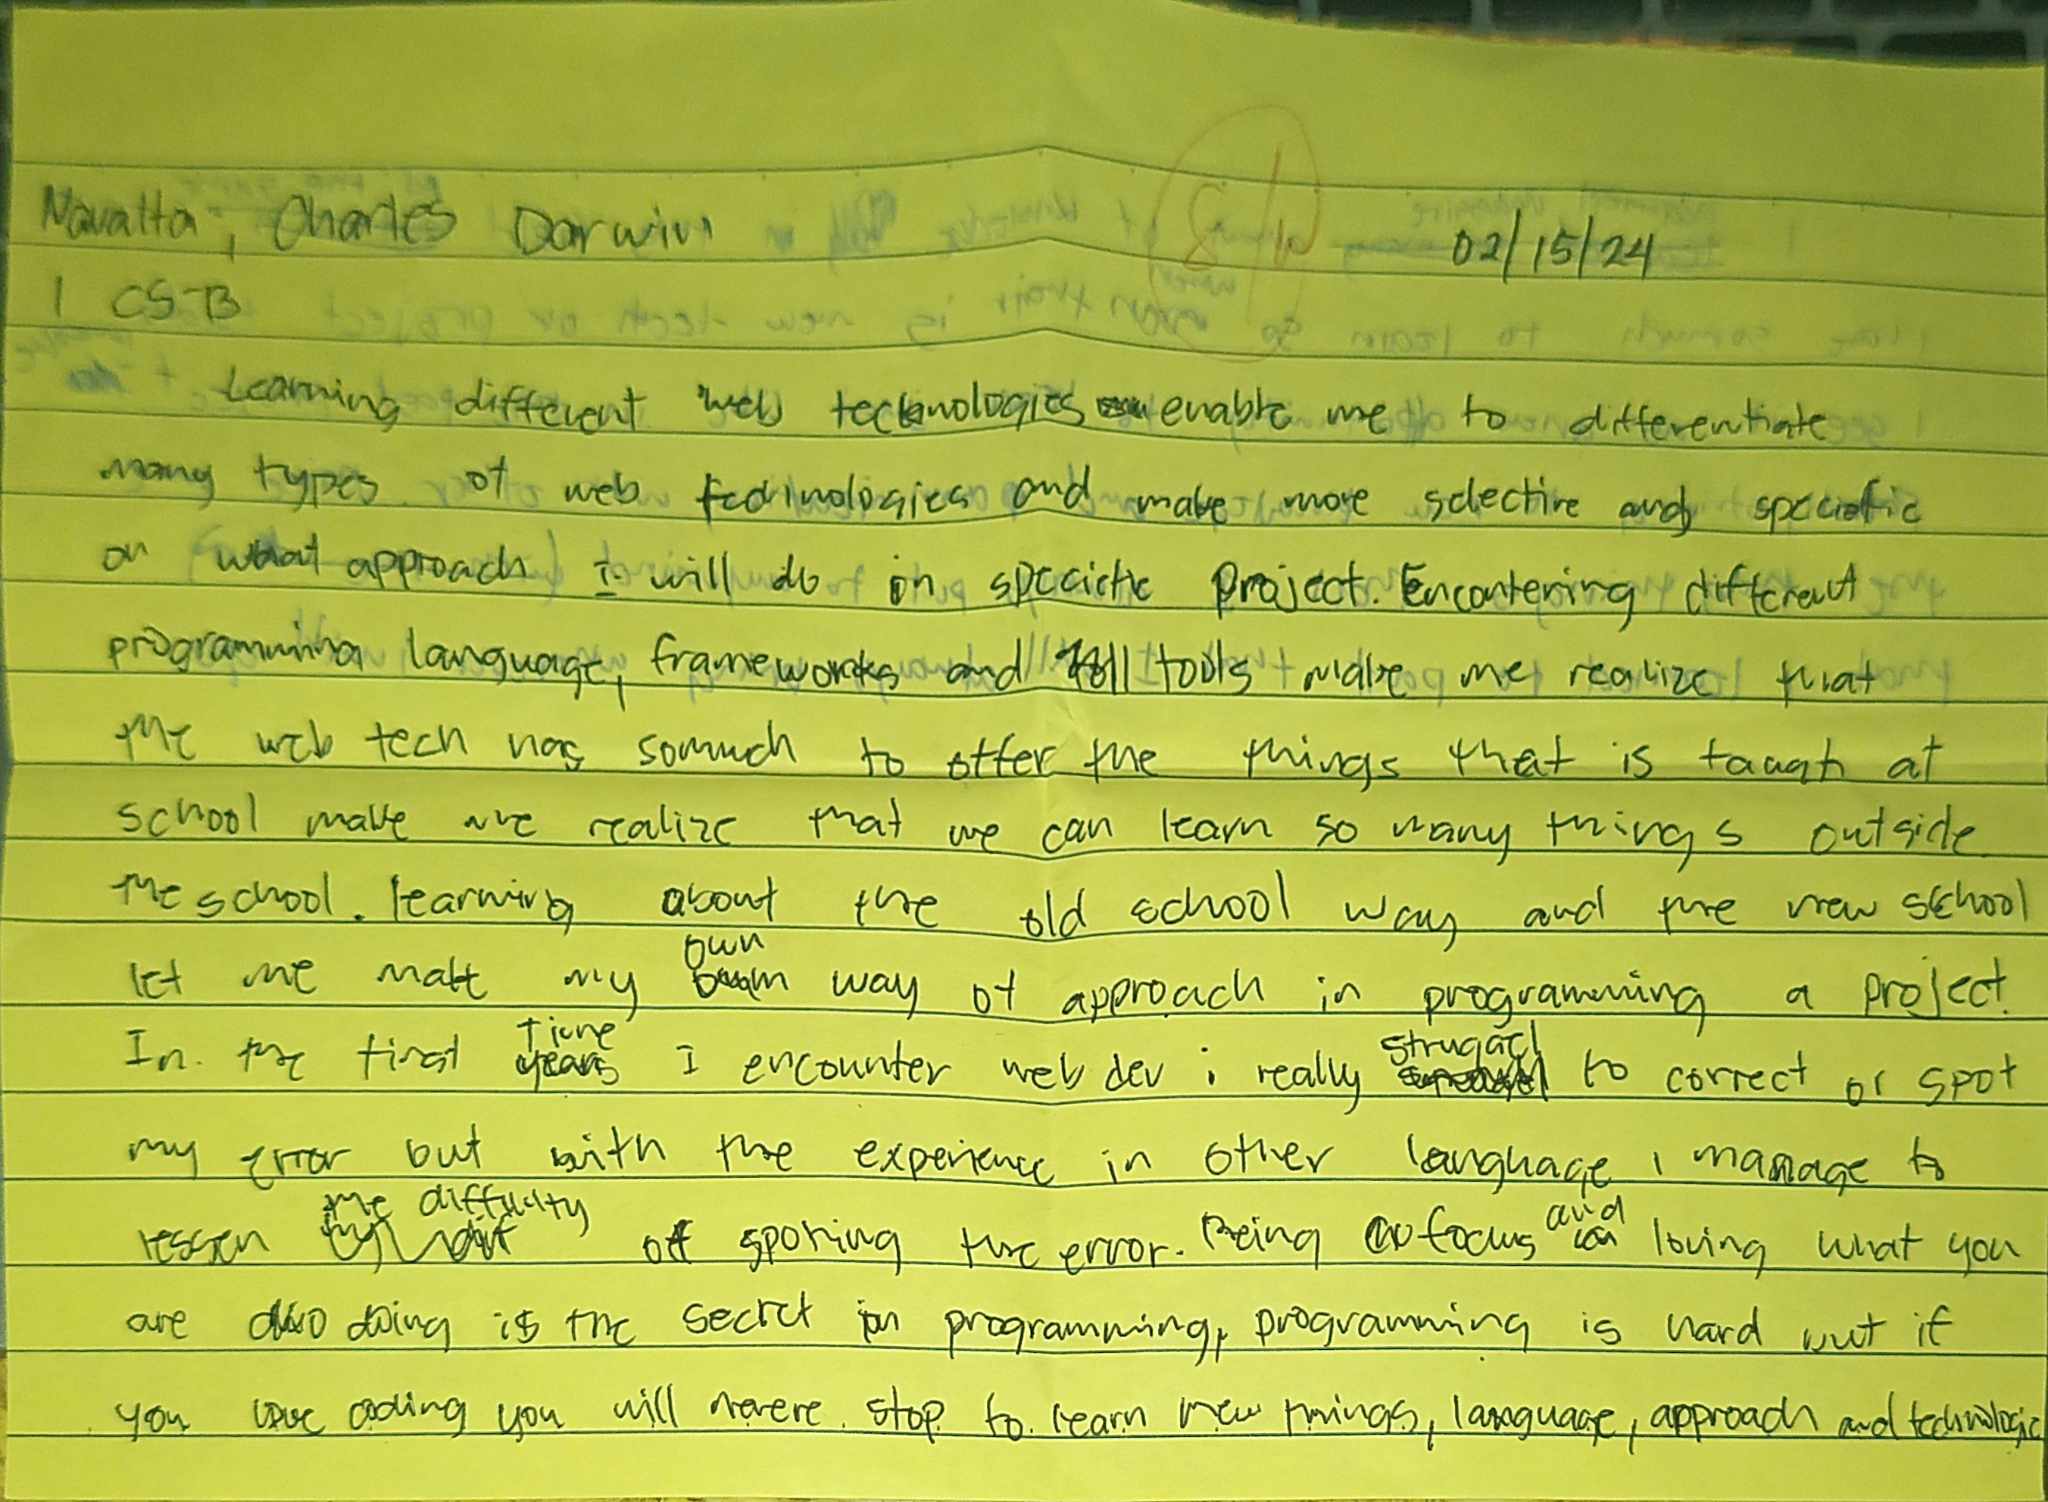 Navalta, Charles Darwin 02/15/24
1 CS-B
Learning different web technologies enable me to differentiate
many types of web technologies and make more selective and specific
on what approach i will do in specicific project. Encontering different
programming language, frameworks and tools make me realize that
the web tech has somuch to offer the things that is taugh at
school make me realize that we can learn so many things outside
the school. learning about the old school way and the new school
let me make my own way of approach in programming a project.
In the first time I encounter web dev i really strugael to correct or spot
my error but with the experience in other language i manage to
lessen the difficulty of spoting the error. Being focus and loving what you
are doing is the secret in programming, programming is hard but if
you love coding you will nevere stop to learn new things, language, approach and technologic